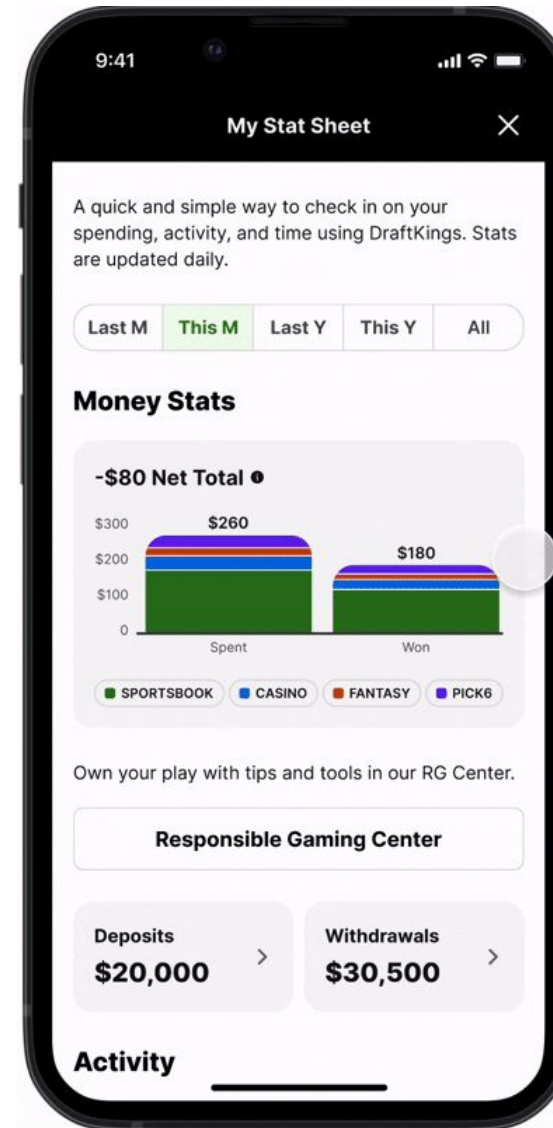 9:41
My Stat Sheet
A quick and simple way to check in on your
spending, activity, and time using DraftKings. Stats
are updated daily.
Last M This M Last Y This Y All
Money Stats
-$80 Net Total
$300
$260
$200
$180
$100
0
Spent Won
SPORTSBOOK CASINO FANTASY PICK6
Own your play with tips and tools in our RG Center.
Responsible Gaming Center
Deposits Withdrawals
$20,000 $30,500
Activity